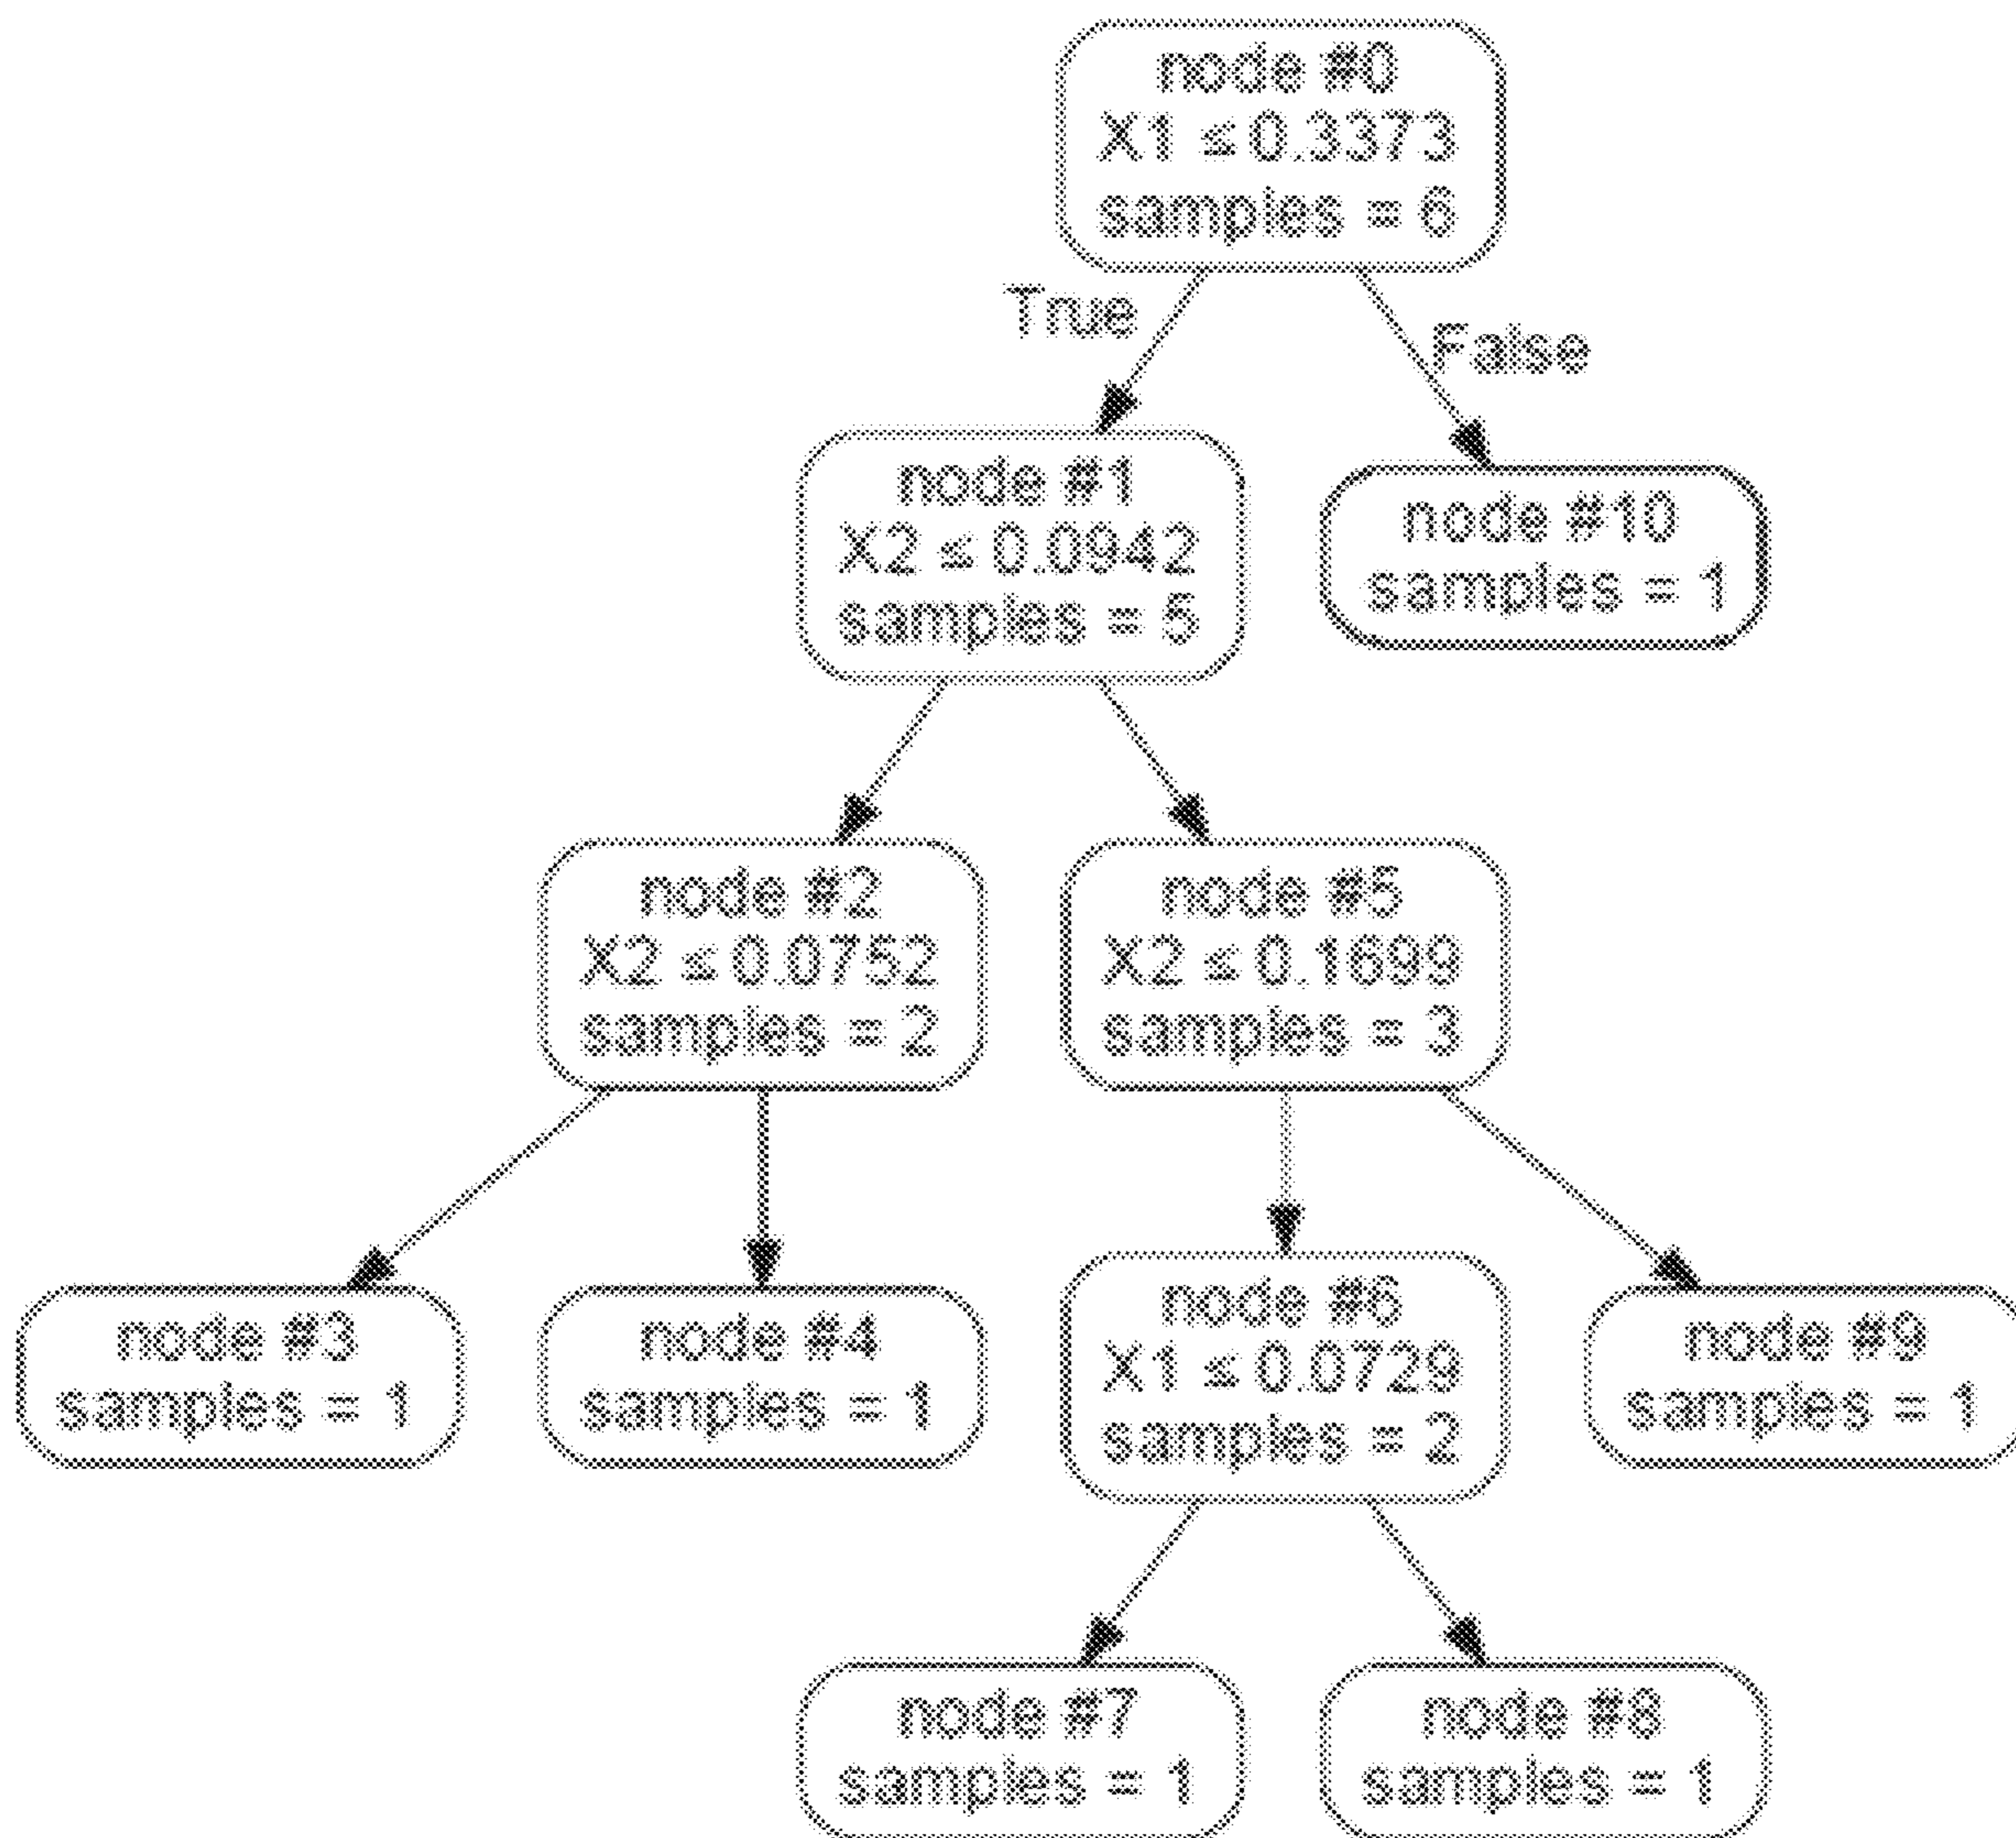 node #0
X1 ≤ 0.3373
samples = 6
True
False
node #1
X2 ≤ 0.0942
samples = 5
node #10
samples = 1
node #2
X2 ≤ 0.0752
samples = 2
node #5
X2 ≤ 0.1699
samples = 3
node #3
samples = 1
node #4
samples = 1
node #6
X1 ≤ 0.0729
samples = 2
node #9
samples = 1
node #7
samples = 1
node #8
samples = 1